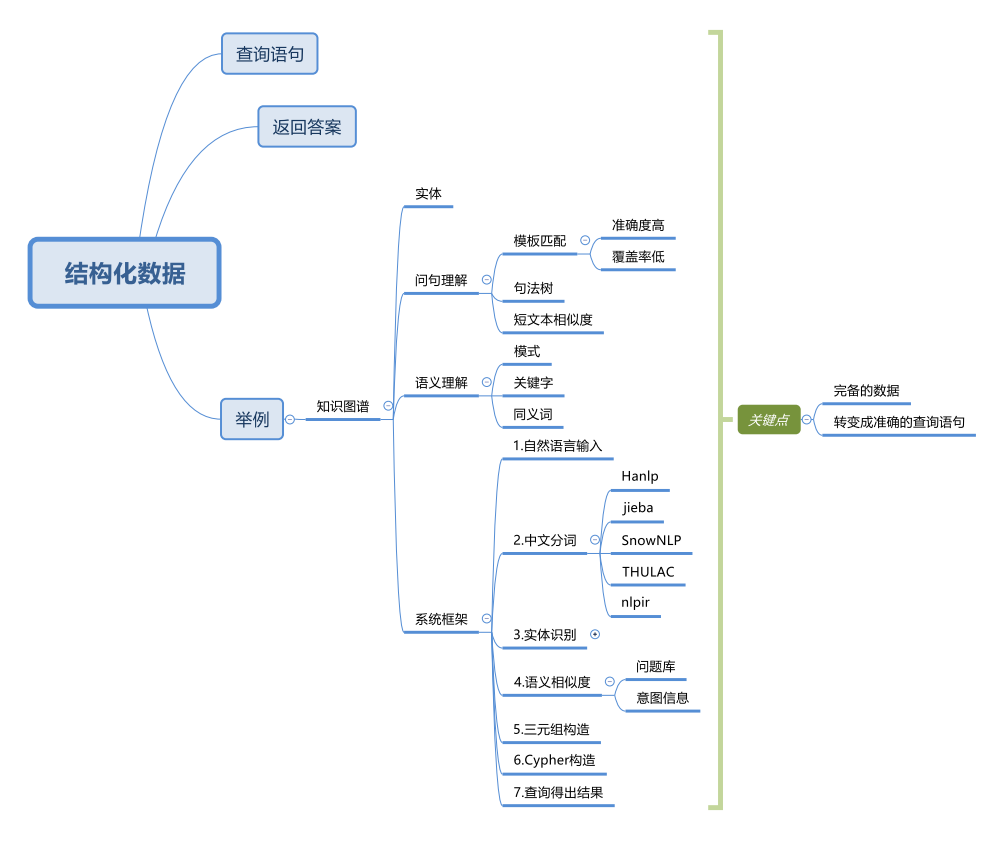 查询语句
返回答案
结构化数据
举例
知识图谱
实体
问句理解
模板匹配
准确度高
覆盖率低
句法树
短文本相似度
语义理解
模式
关键字
同义词
系统框架
1.自然语言输入
2.中文分词
Hanlp
jieba
SnowNLP
THULAC
nlpir
3.实体识别
4.语义相似度
问题库
意图信息
5.三元组构造
6.Cypher构造
7.查询得出结果
关键点
完备的数据
转变成准确的查询语句